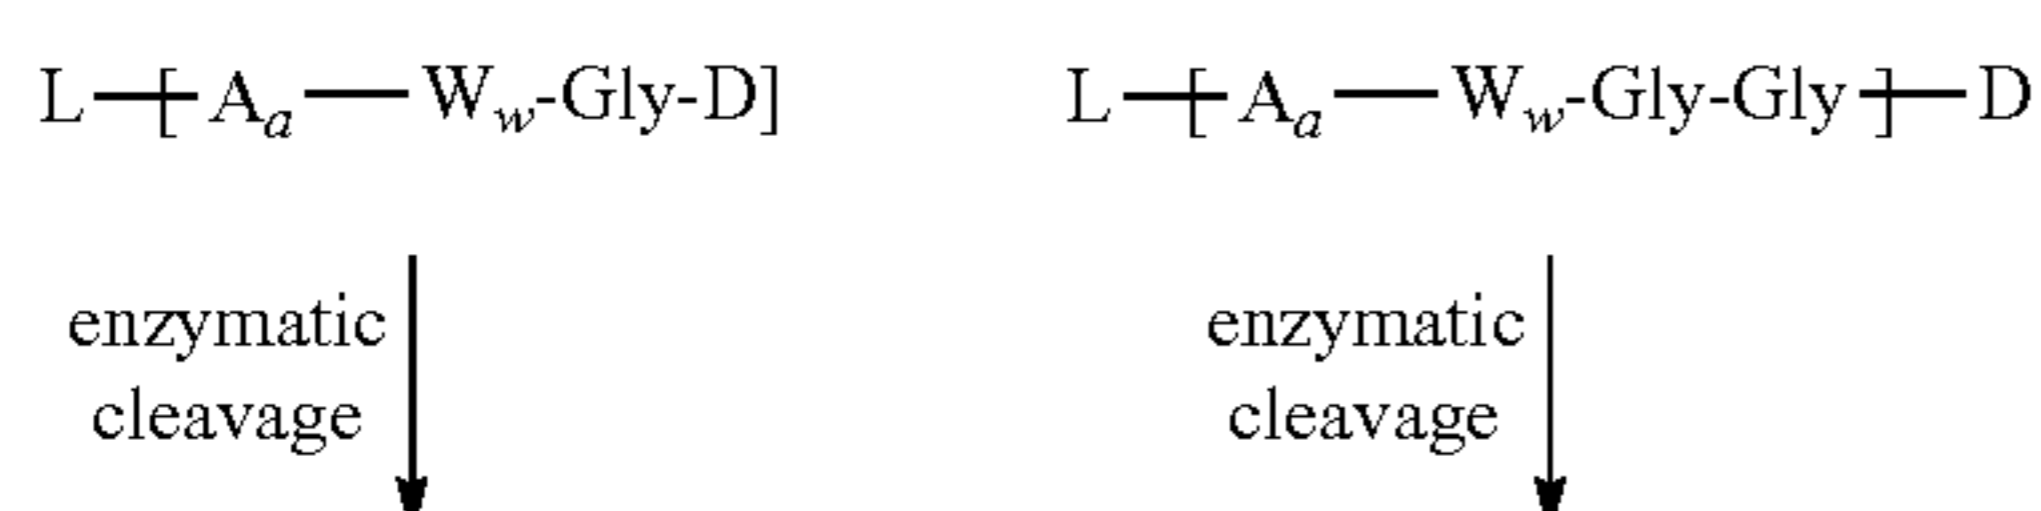 L—[ A_a — W_w-Gly-D]
L—[ A_a — W_w-Gly-Gly ]—D
enzymatic
cleavage
enzymatic
cleavage